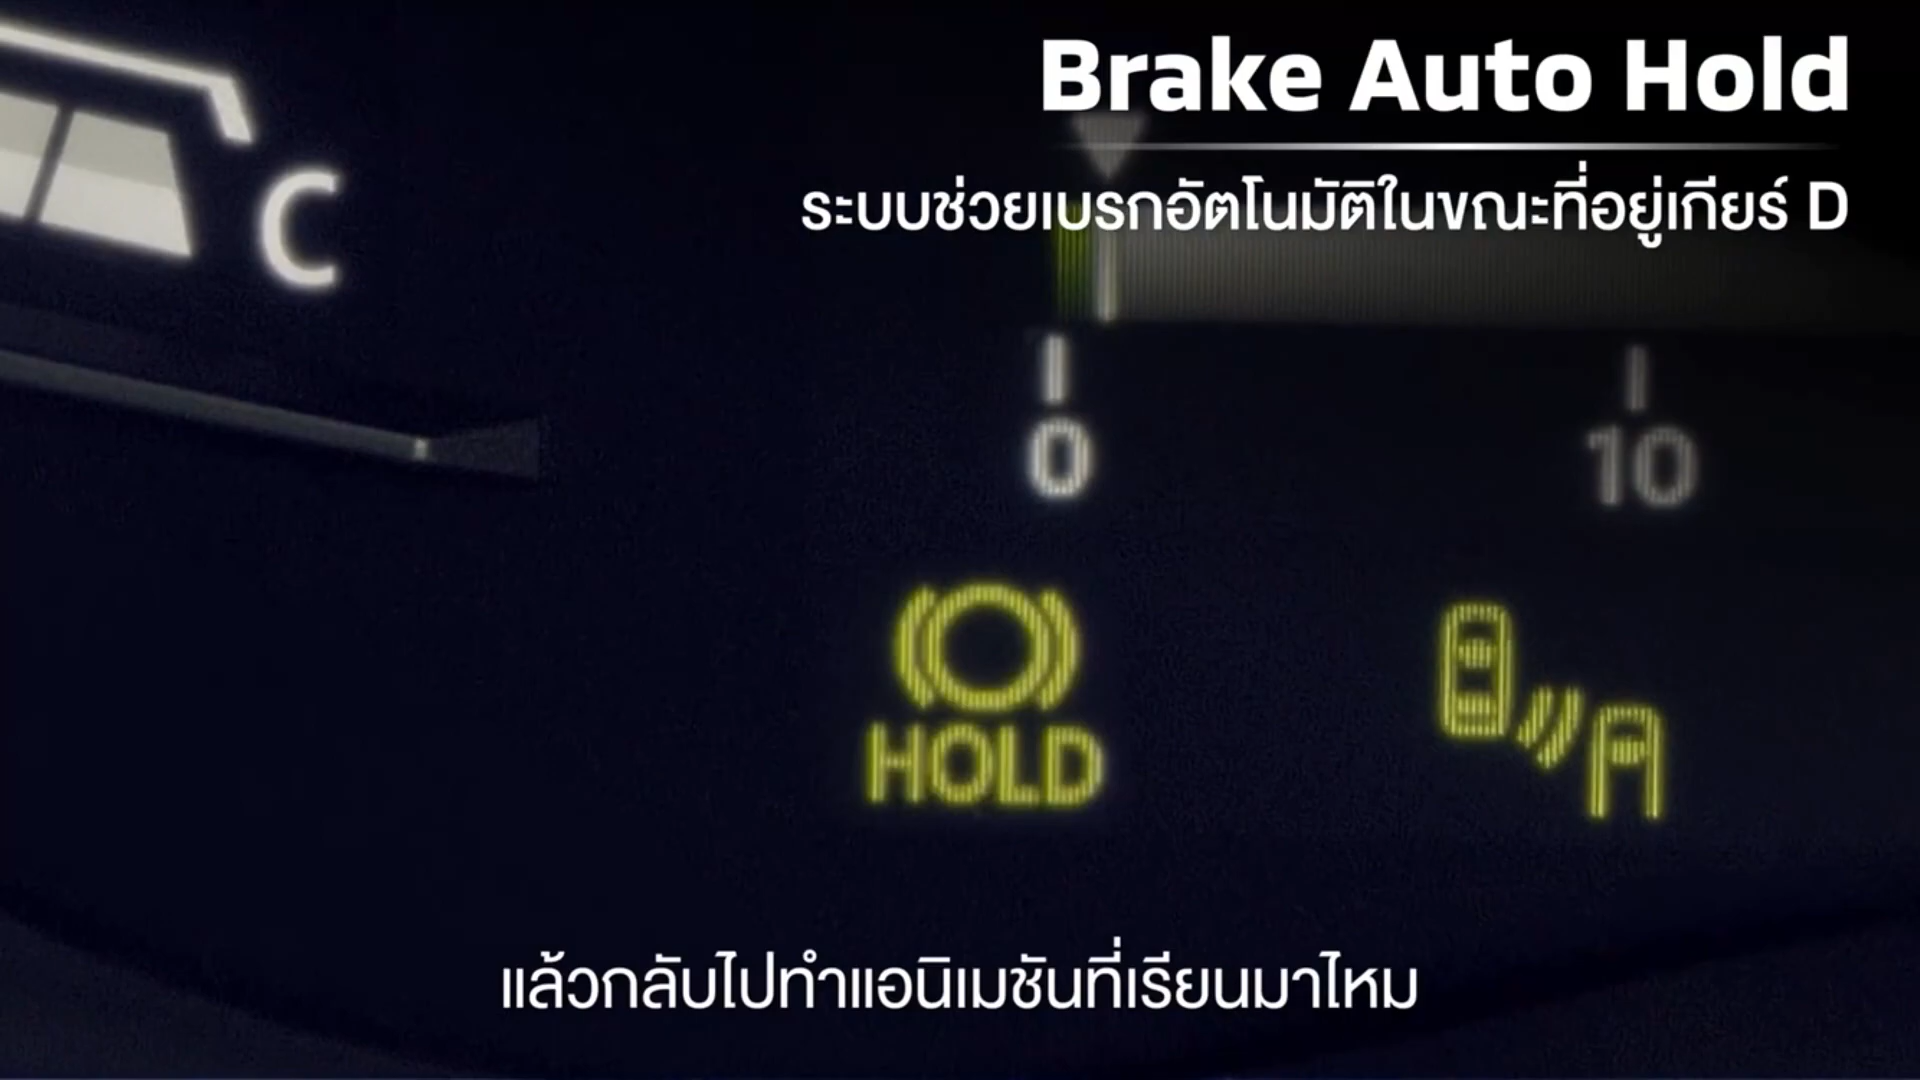 Brake Auto Hold
ระบบช่วยเบรกอัตโนมัติในขณะที่อยู่เกียร์ D
C
0
10
HOLD
แล้วกลับไปทำแอนิเมชันที่เรียนมาไหม